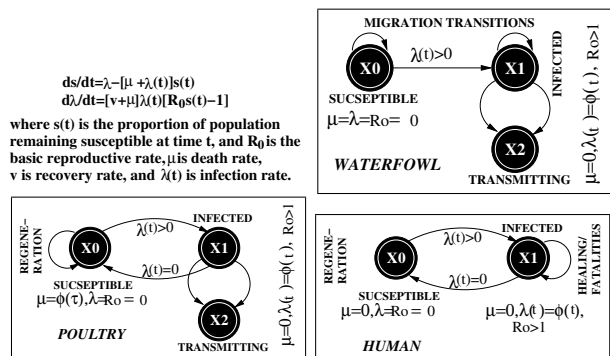 ds/dt=λ–[μ +λ(t)]s(t)
dλ/dt=[v+μ]λ(t)[R₀s(t)–1]
where s(t) is the proportion of population
remaining susceptible at time t, and R₀ is the
basic reproductive rate, μ is death rate,
v is recovery rate, and λ(t) is infection rate.
MIGRATION TRANSITIONS
X0
λ(t)>0
X1
INFECTED
SUCSEPTIBLE
μ=λ=Ro= 0
X2
WATERFOWL
TRANSMITTING
μ=0,λ(t)=φ(t), Ro>1
REGENE–
RATION
X0
λ(t)>0
INFECTED
X1
λ(t)=0
SUCSEPTIBLE
μ=φ(τ),λ=Ro= 0
X2
POULTRY
TRANSMITTING
μ=0,λ(t)=φ(t), Ro>1
REGENE–
RATION
X0
λ(t)>0
INFECTED
X1
λ(t)=0
HEALING/
FATALITIES
SUCSEPTIBLE
μ=0,λ=Ro= 0
μ=0,λ(t)=φ(t),
Ro>1
HUMAN